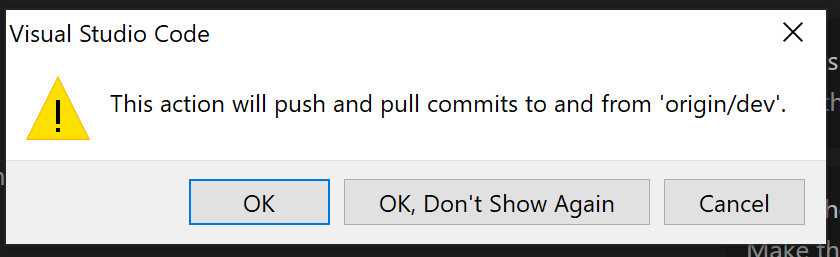 Visual Studio Code
This action will push and pull commits to and from 'origin/dev'.
OK
OK, Don't Show Again
Cancel
Make th